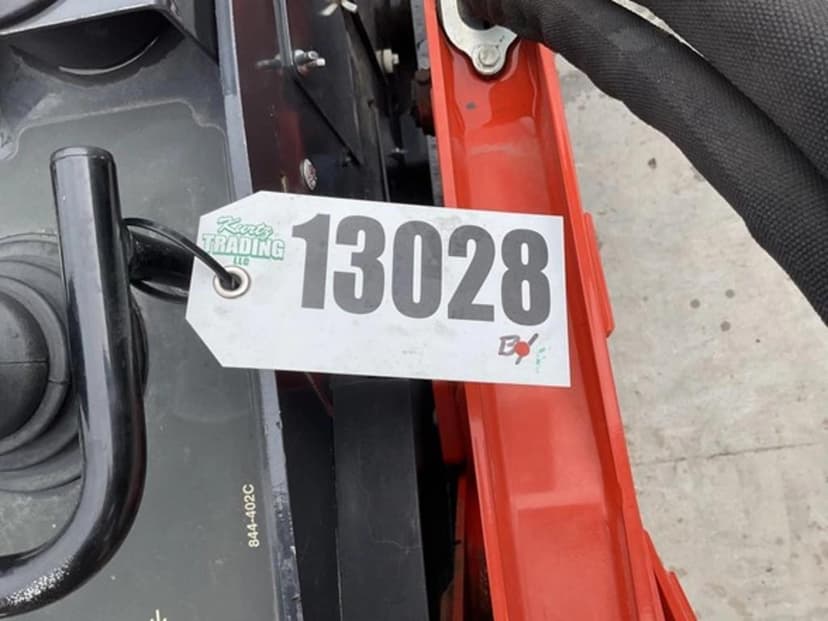 Kurtz
TRADING
LLC
13028
844-402C